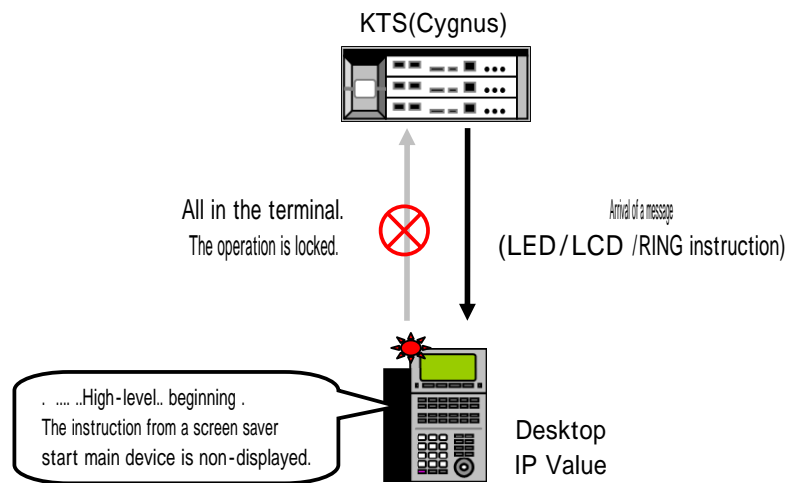 KTS(Cygnus)
All in the terminal.
The operation is locked.
Arrival of a message
(LED/LCD /RING instruction)
. .... ..High-level.. beginning .
The instruction from a screen saver
start main device is non-displayed.
Desktop
IP Value